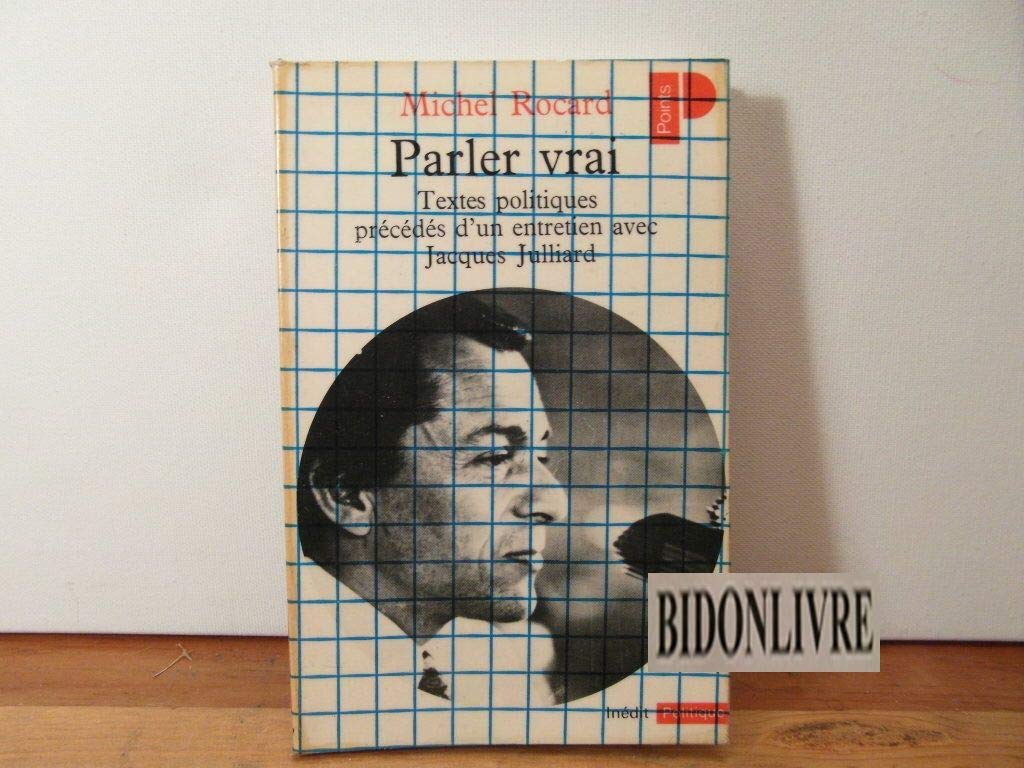 Michel Rocard
Points
Parler vrai
Textes politiques
précédés d'un entretien avec
Jacques Julliard
BIDONLIVRE
Inédit Politique